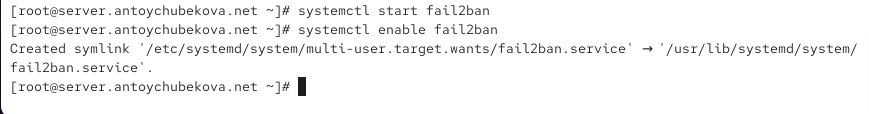 [root@server.antoychubekova.net ~]# systemctl start fail2ban
[root@server.antoychubekova.net ~]# systemctl enable fail2ban
Created symlink '/etc/systemd/system/multi-user.target.wants/fail2ban.service' → '/usr/lib/systemd/system/
fail2ban.service'.
[root@server.antoychubekova.net ~]#